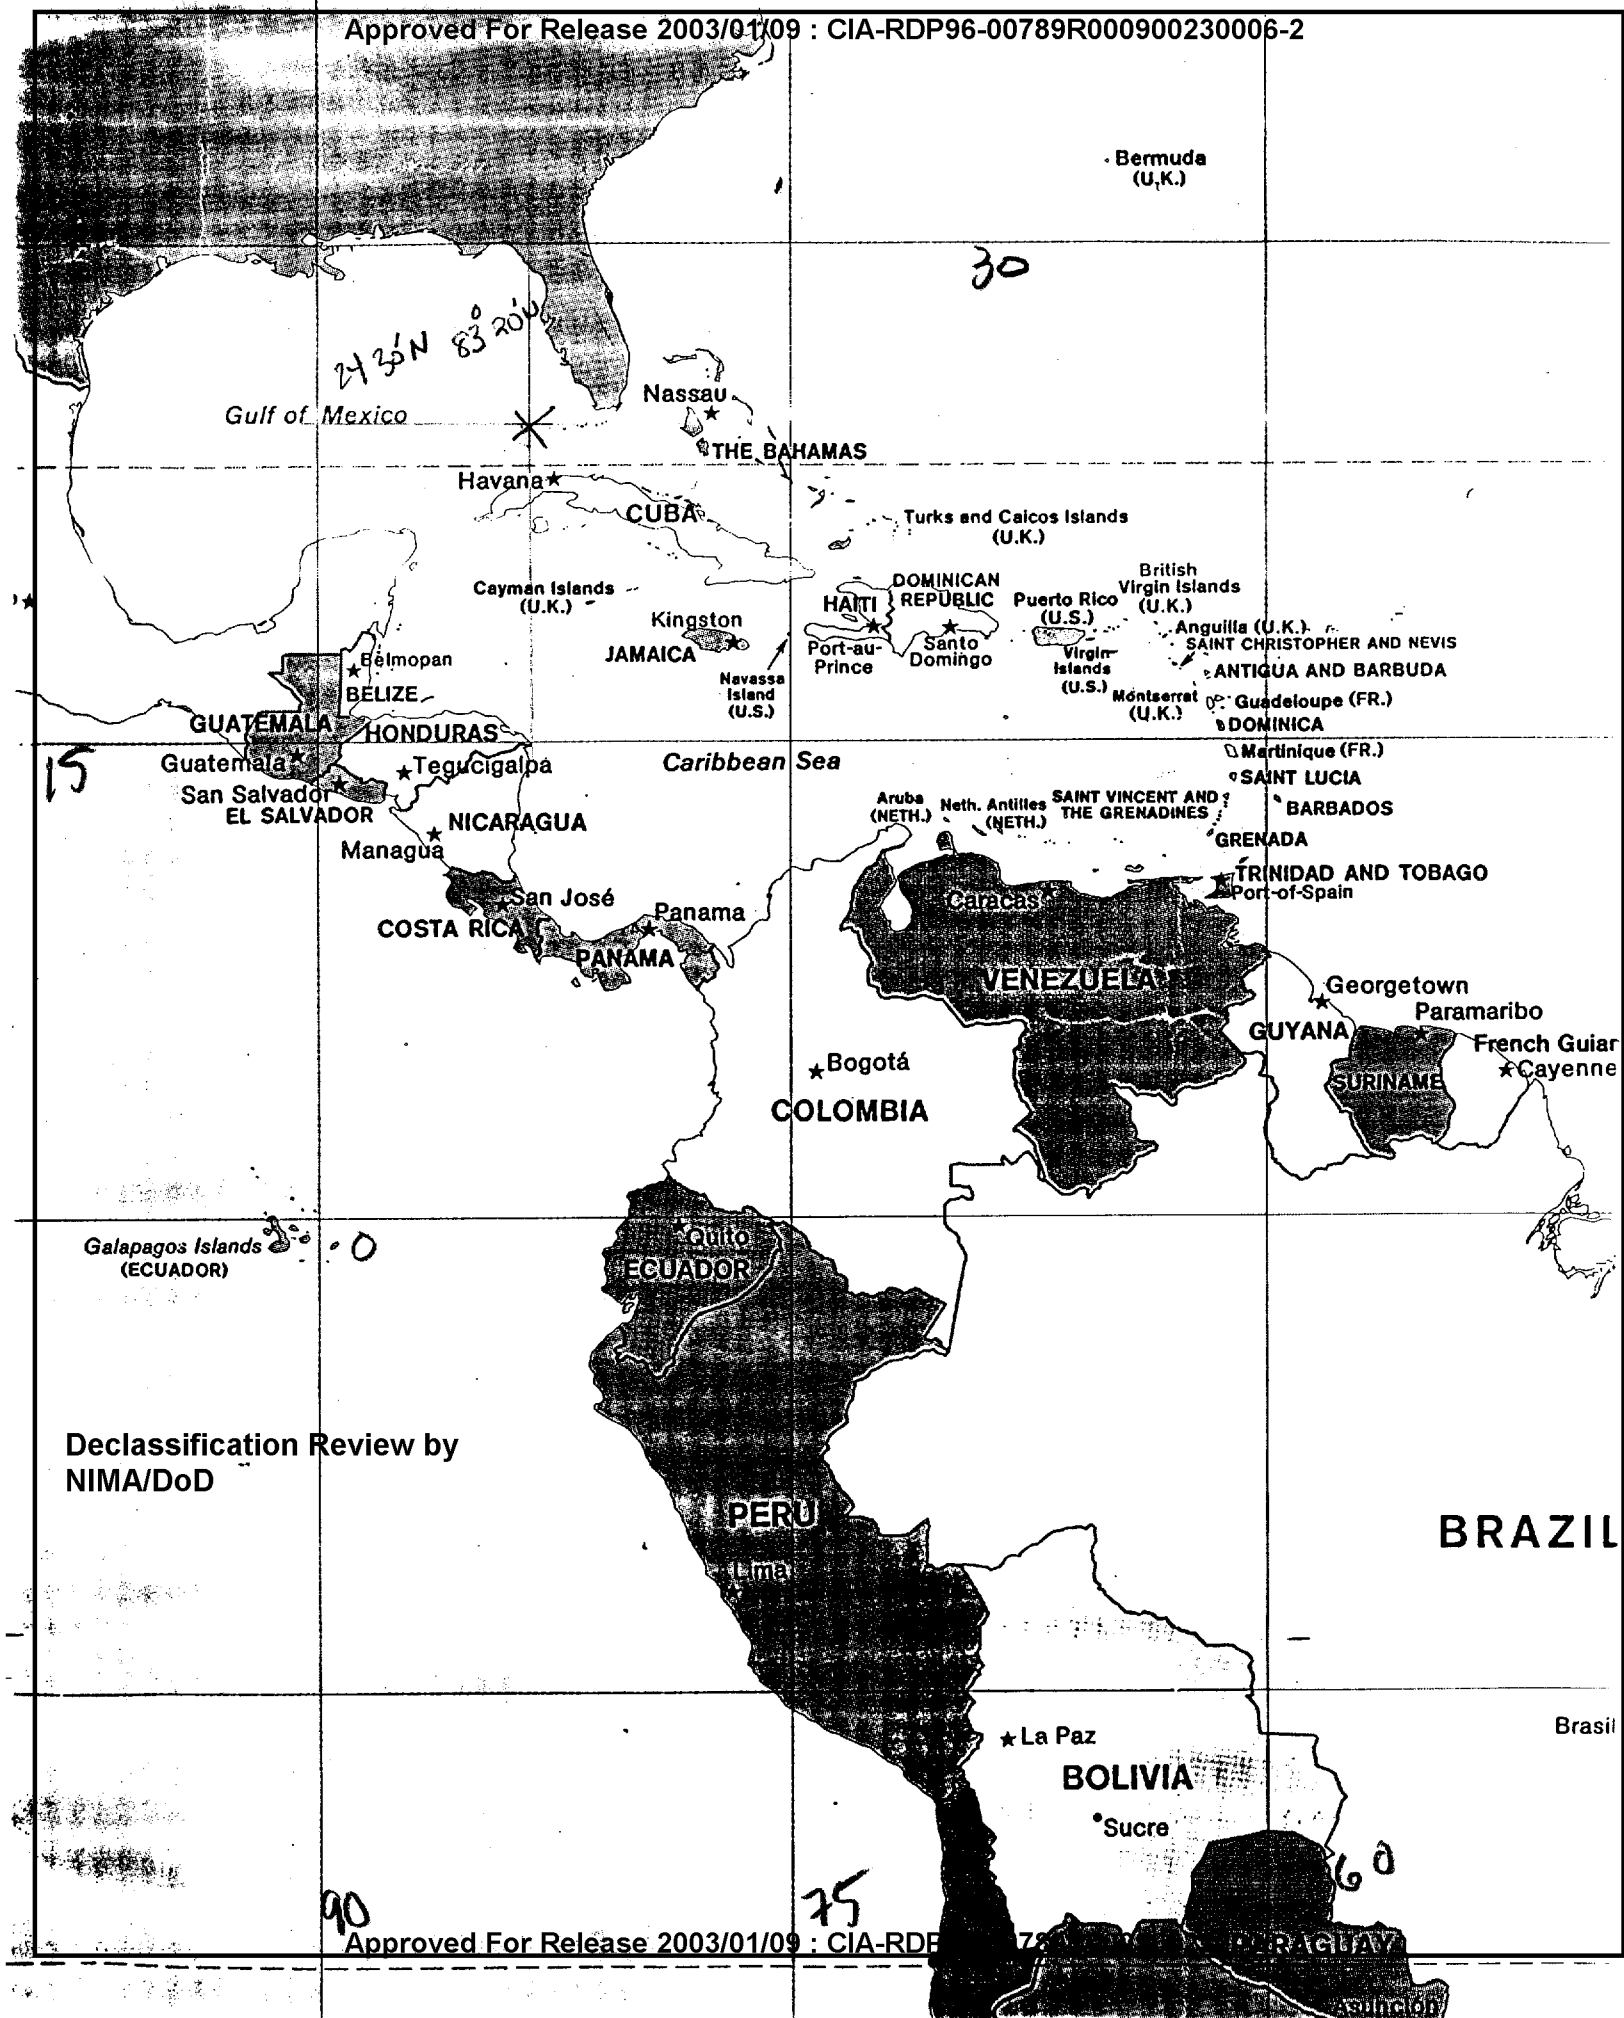 Approved For Release 2003/01/09 : CIA-RDP96-00789R000900230006-2
Bermuda
(U.K.)
30
24 30'N 83° 20'W
Nassau
Gulf of Mexico
THE BAHAMAS
Havana
CUBA
Turks and Caicos Islands
(U.K.)
Cayman Islands
(U.K.)
HAITI
DOMINICAN
REPUBLIC
Puerto Rico
(U.S.)
British
Virgin Islands
(U.K.)
Kingston
JAMAICA
Navassa
Island
(U.S.)
Port-au-
Prince
Santo
Domingo
Virgin
Islands
(U.S.)
Anguilla (U.K.)
SAINT CHRISTOPHER AND NEVIS
ANTIGUA AND BARBUDA
Montserrat
(U.K.)
Guadeloupe (FR.)
DOMINICA
Martinique (FR.)
SAINT LUCIA
BARBADOS
SAINT VINCENT AND
THE GRENADINES
GRENADA
TRINIDAD AND TOBAGO
Port-of-Spain
Belmopan
BELIZE
GUATEMALA
HONDURAS
Guatemala
Tegucigalpa
15
San Salvador
EL SALVADOR
NICARAGUA
Managua
Caribbean Sea
Aruba
(NETH.)
Neth. Antilles
(NETH.)
San José
COSTA RICA
Panama
PANAMA
Caracas
VENEZUELA
Georgetown
GUYANA
Paramaribo
SURINAME
French Guian
Cayenne
Bogotá
COLOMBIA
Galapagos Islands
(ECUADOR)
0
Quito
ECUADOR
Declassification Review by
NIMA/DoD
PERU
Lima
BRAZIL
La Paz
BOLIVIA
Sucre
Brasil
60
90
75
Approved For Release 2003/01/09 : CIA-RDP
PARAGUAY
Asunción